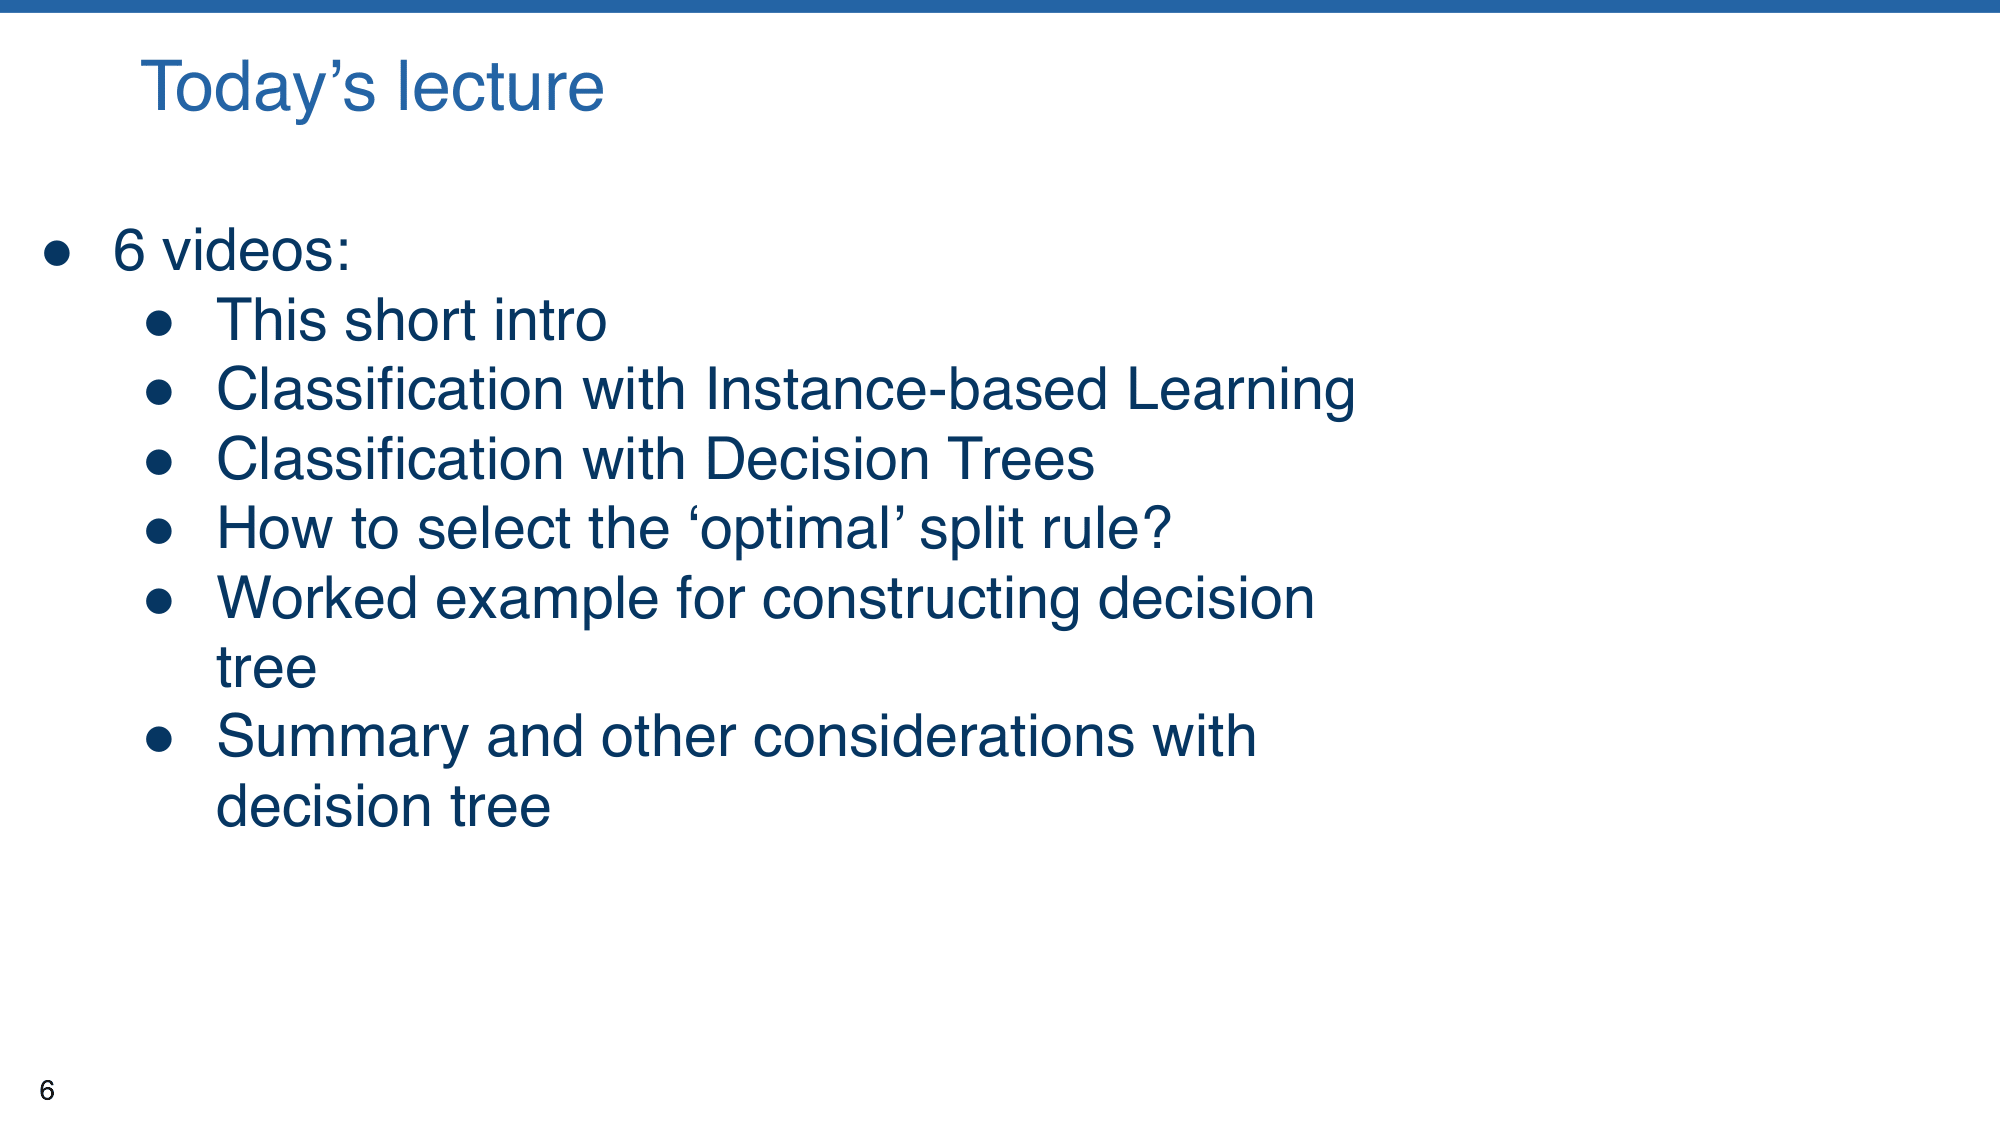 Today’s lecture
● 6 videos:
● This short intro
● Classification with Instance-based Learning
● Classification with Decision Trees
● How to select the ‘optimal’ split rule?
● Worked example for constructing decision
tree
● Summary and other considerations with
decision tree
6